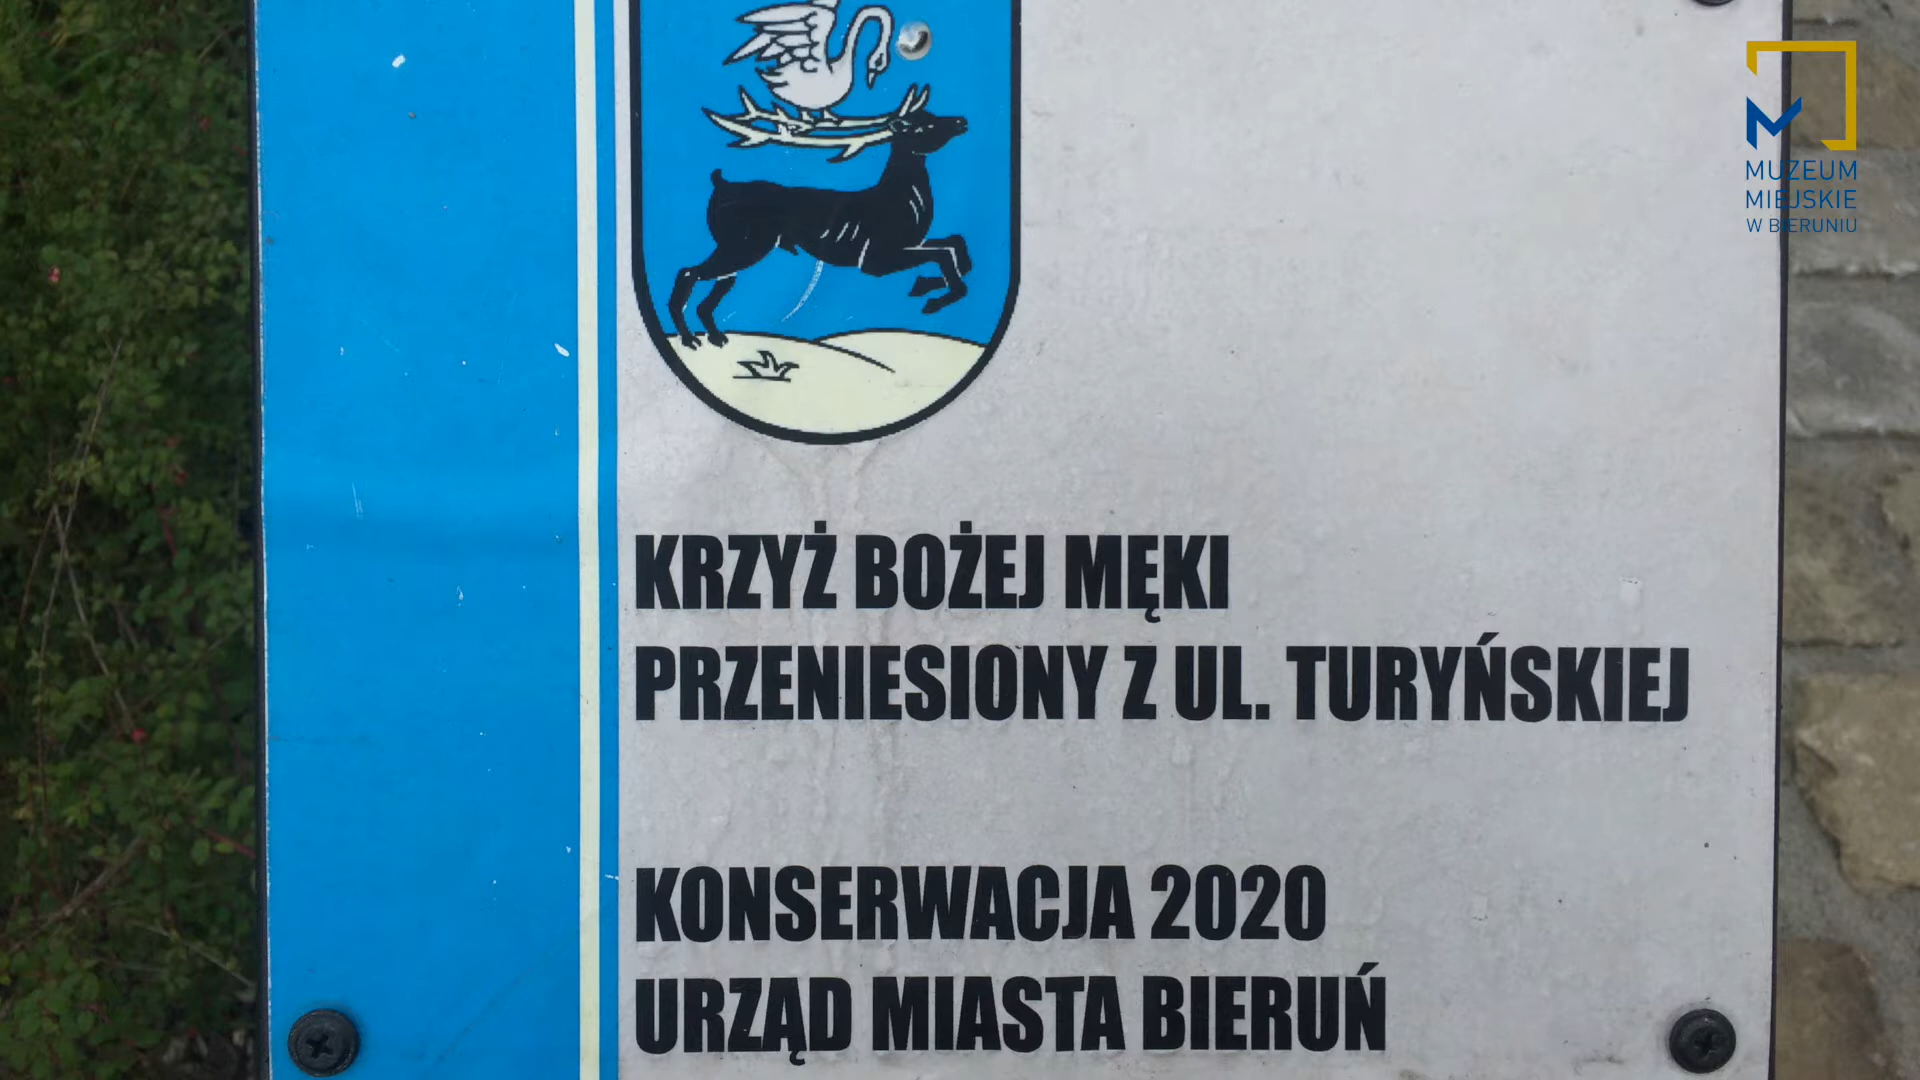 MUZEUM
MIEJSKIE
W BIERUNIU
KRZYŻ BOŻEJ MĘKI
PRZENIESIONY Z UL. TURYŃSKIEJ
KONSERWACJA 2020
URZĄD MIASTA BIERUŃ